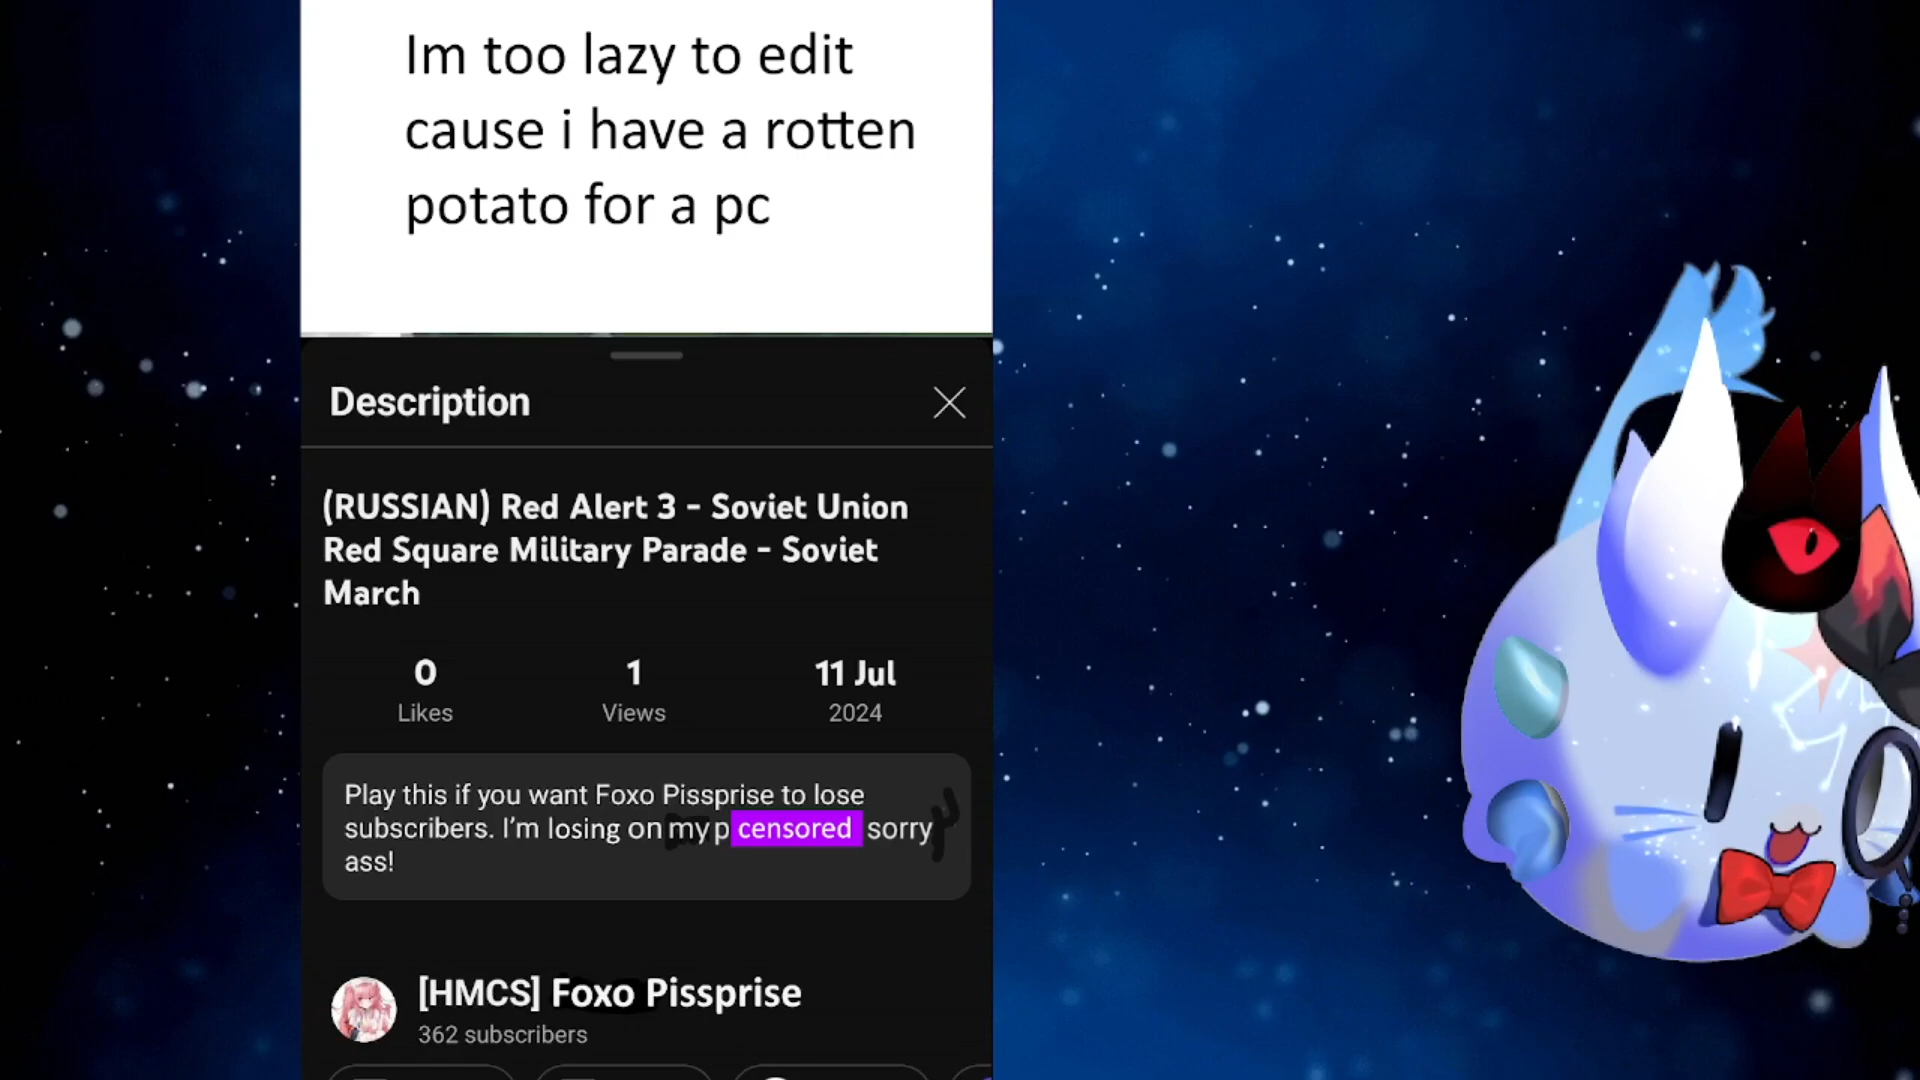 Im too lazy to edit
cause i have a rotten
potato for a pc
Description
(RUSSIAN) Red Alert 3 - Soviet Union
Red Square Military Parade - Soviet
March
0 1 11 Jul
Likes Views 2024
Play this if you want Foxo Pissprise to lose
subscribers. I'm losing on my p censored sorry
ass!
[HMCS] Foxo Pissprise
362 subscribers